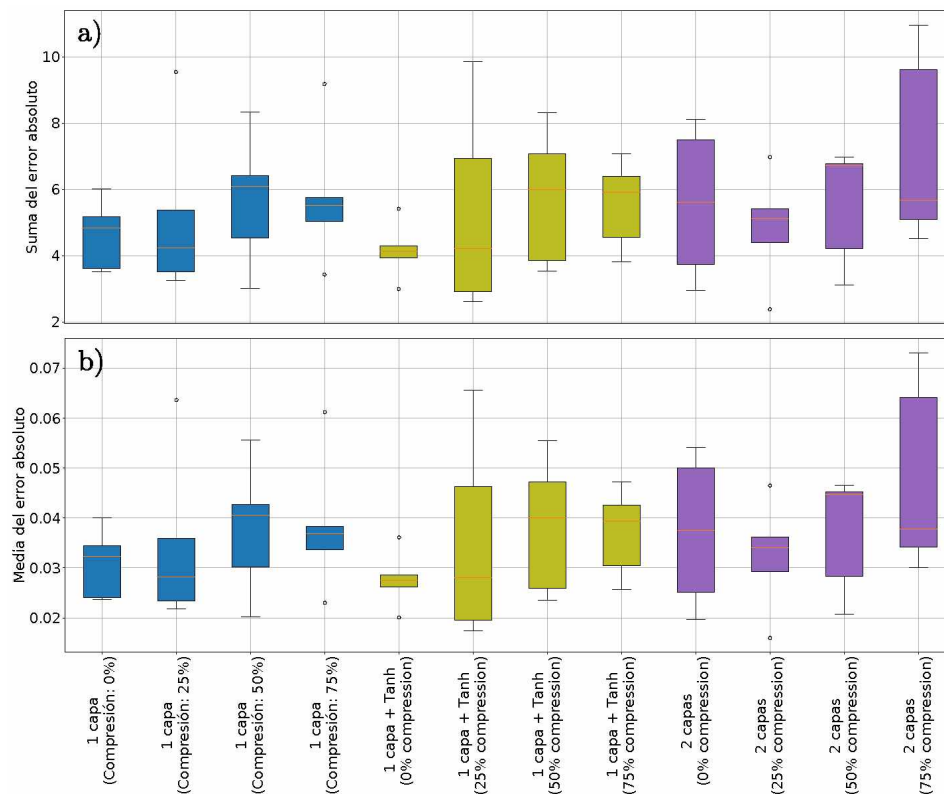 a)
Suma del error absoluto
10
8
6
4
2
b)
Media del error absoluto
0.07
0.06
0.05
0.04
0.03
0.02
1 capa
(Compresión: 0%)
1 capa
(Compresión: 25%)
1 capa
(Compresión: 50%)
1 capa
(Compresión: 75%)
1 capa + Tanh
(0% compression)
1 capa + Tanh
(25% compression)
1 capa + Tanh
(50% compression)
1 capa + Tanh
(75% compression)
2 capas
(0% compression)
2 capas
(25% compression)
2 capas
(50% compression)
2 capas
(75% compression)